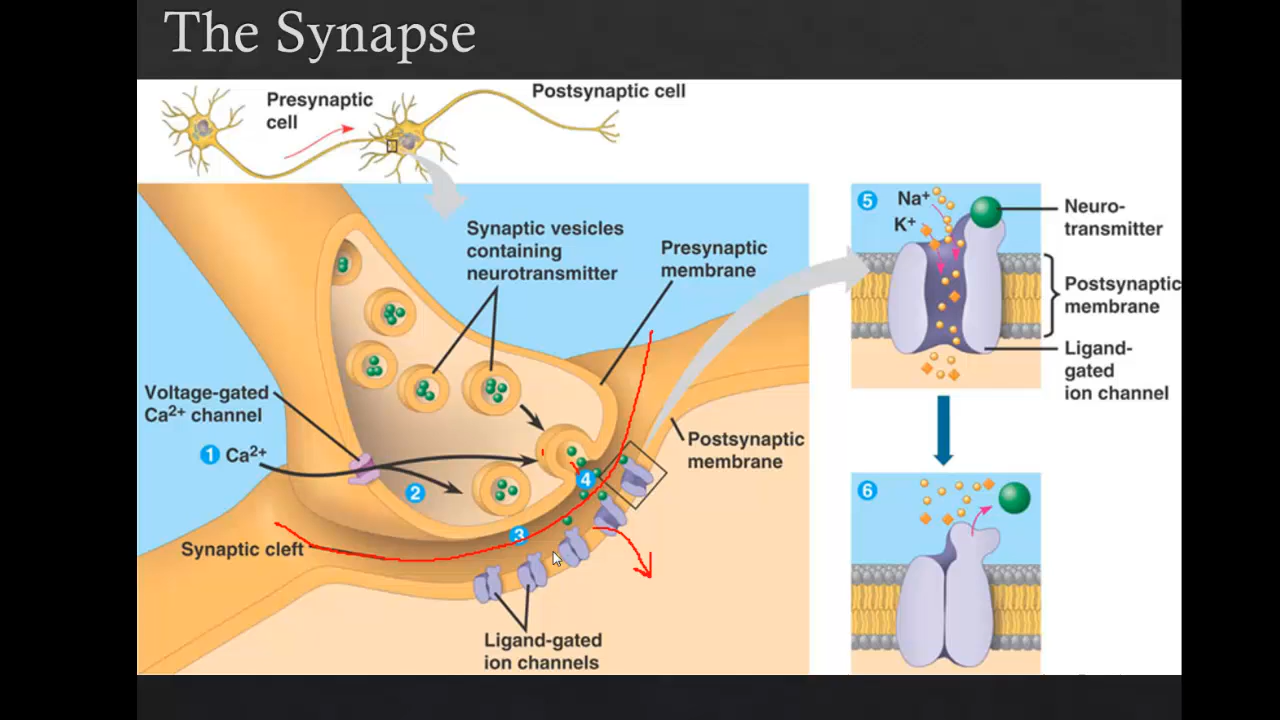 The Synapse
Presynaptic
cell
Postsynaptic cell
Synaptic vesicles
containing
neurotransmitter
Presynaptic
membrane
Voltage-gated
Ca²⁺ channel
1 Ca²⁺
2
3
4
Postsynaptic
membrane
Synaptic cleft
Ligand-gated
ion channels
5
Na⁺
K⁺
Neuro-
transmitter
Postsynaptic
membrane
Ligand-
gated
ion channel
6